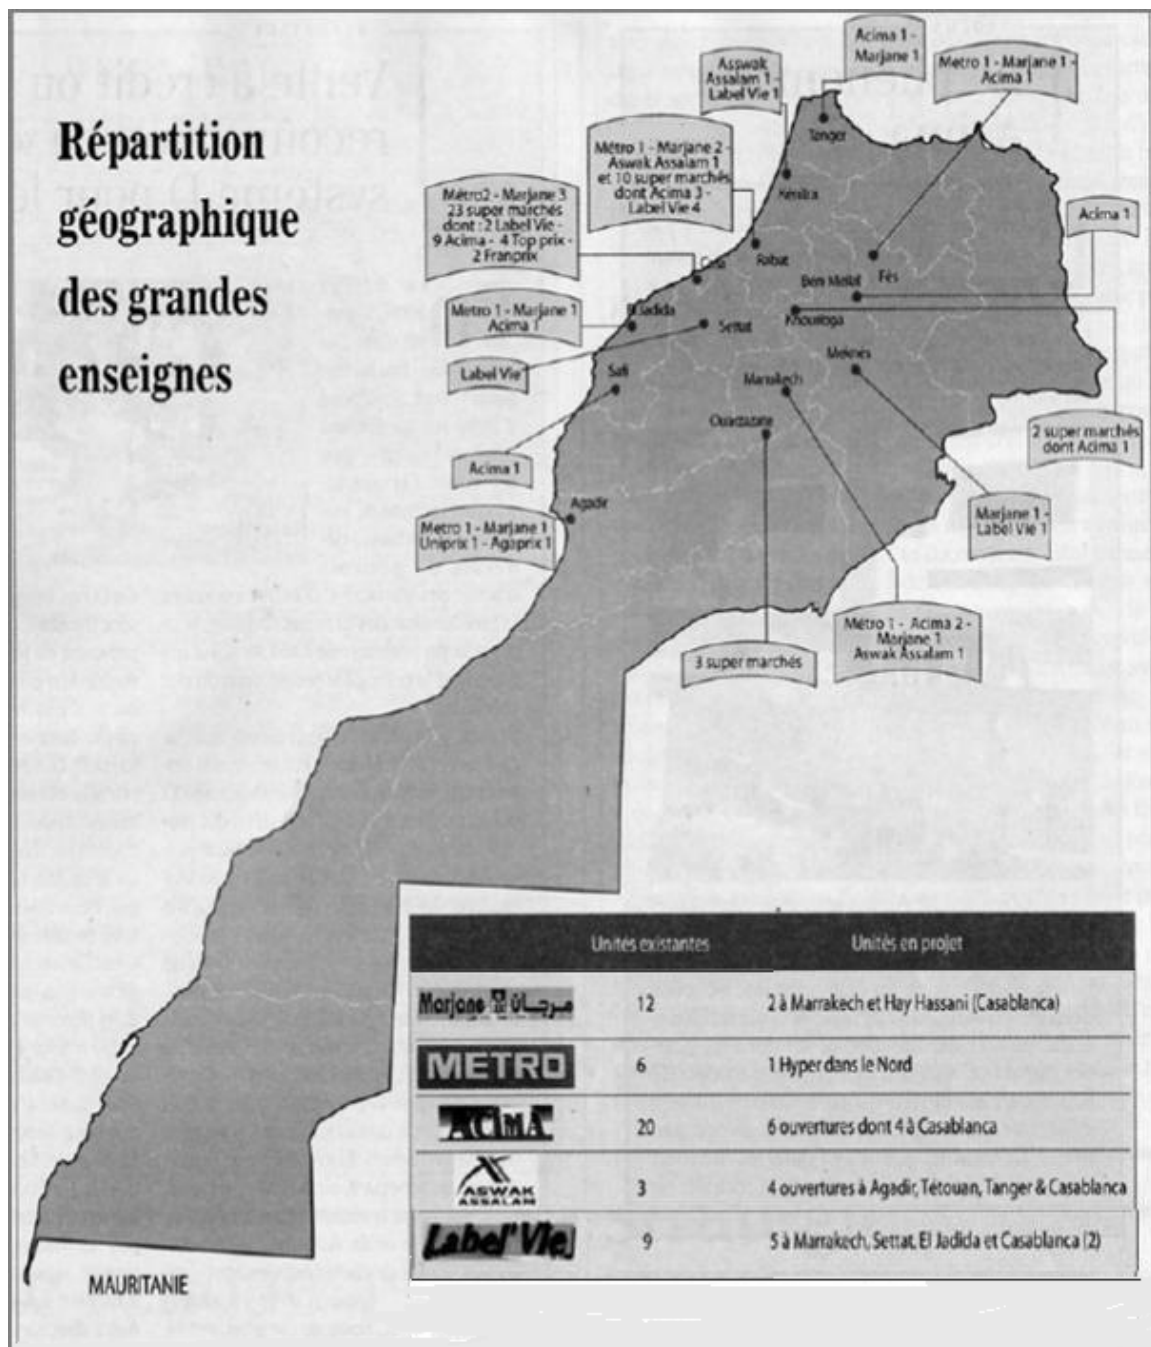 Répartition
géographique
des grandes
enseignes
Acima 1 -
Marjane 1
Asswak
Assalam 1 -
Label Vie 1
Metro 1 - Marjane 1 -
Acima 1
Métro 1 - Marjane 2 -
Aswak Assalam 1
et 10 super marchés
dont Acima 3 -
Label Vie 4
Métro2 - Marjane 3
23 super marchés
dont : 2 Label Vie -
9 Acima - 4 Top prix -
2 Franprix
Acima 1
Metro 1 - Marjane 1
Acima 1
Label Vie
Acima 1
Metro 1 - Marjane 1
Uniprix 1 - Agaprix 1
2 super marchés
dont Acima 1
Marjane 1 -
Label Vie 1
Métro 1 - Acima 2 -
Marjane 1
Aswak Assalam 1
3 super marchés
Tanger
Kénitra
Rabat
Casa
Fès
Ben Mellal
El Jadida
Settat
Khouribga
Meknès
Safi
Marrakech
Ouarzazate
Agadir
MAURITANIE
Unités existantes Unités en projet
Marjane مرجان 12 2 à Marrakech et Hay Hassani (Casablanca)
METRO 6 1 Hyper dans le Nord
ACIMA 20 6 ouvertures dont 4 à Casablanca
ASWAK
ASSALAM 3 4 ouvertures à Agadir, Tétouan, Tanger & Casablanca
Label'Vie 9 5 à Marrakech, Settat, El Jadida et Casablanca (2)